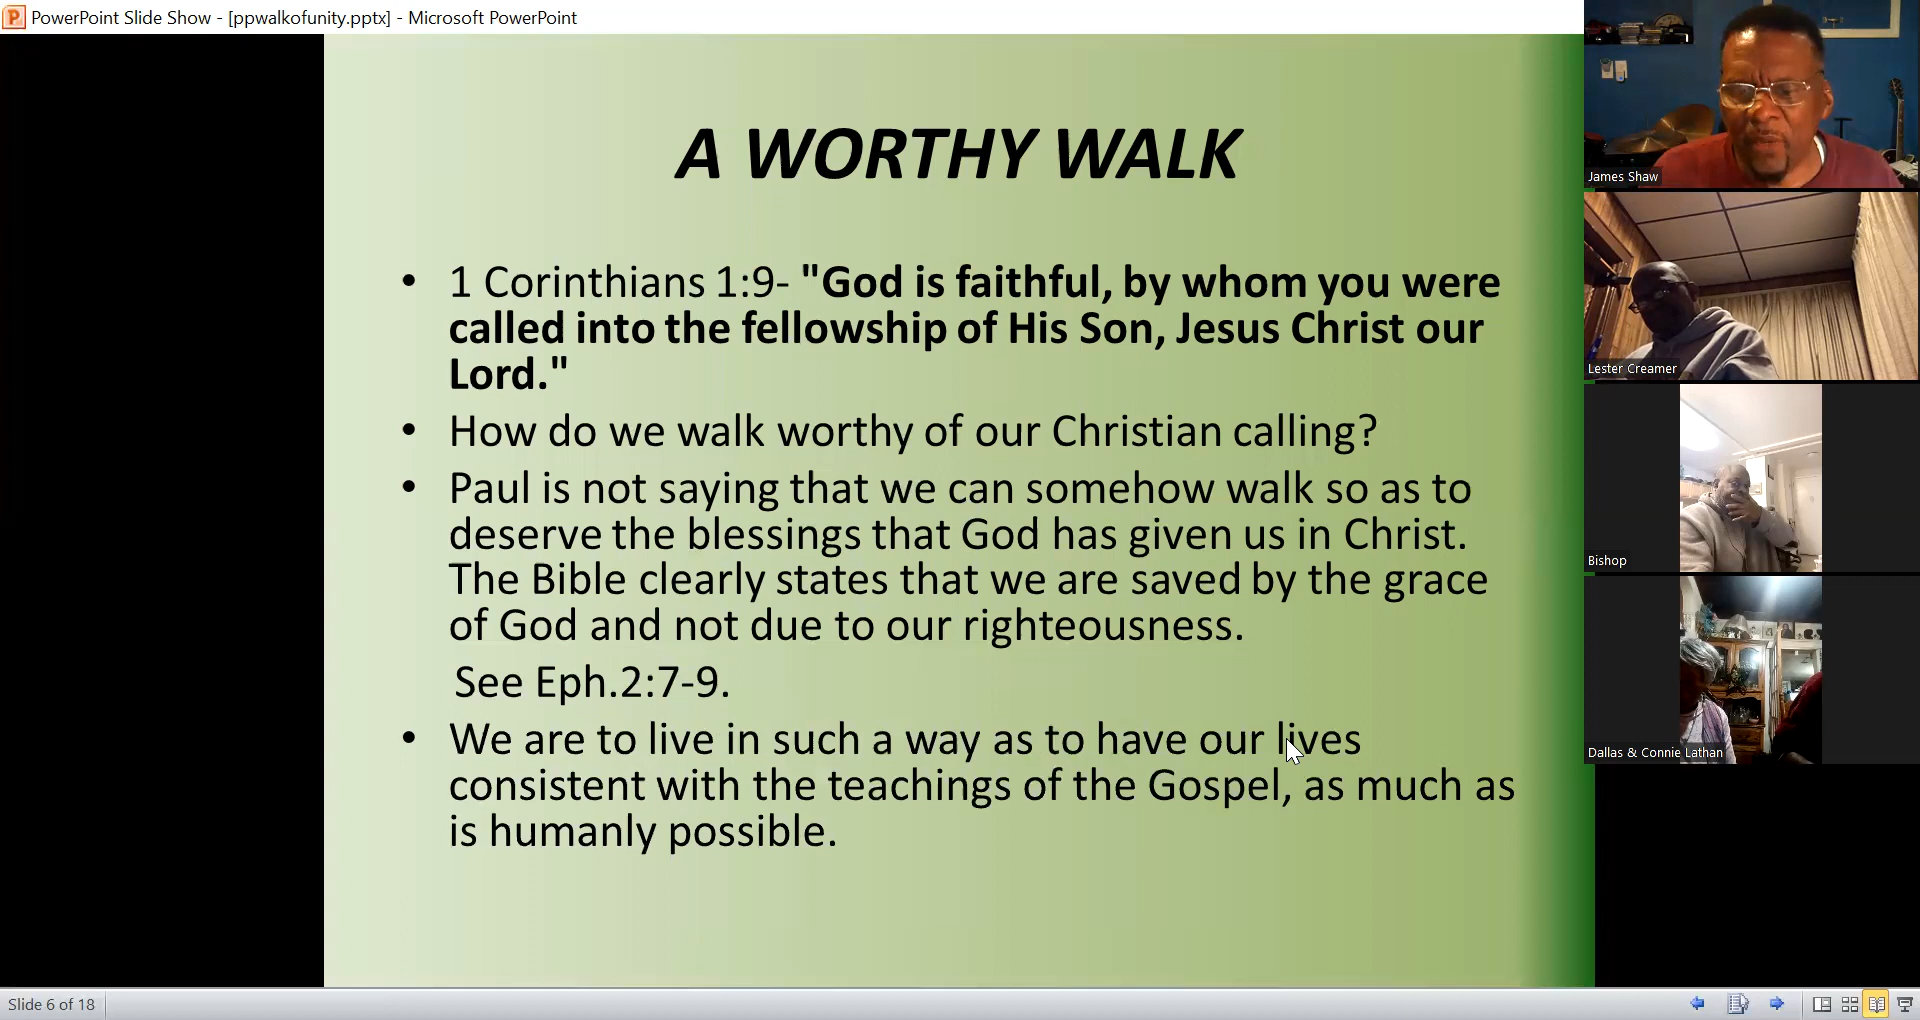 PowerPoint Slide Show - [ppwalkofunity.pptx] - Microsoft PowerPoint
A WORTHY WALK
• 1 Corinthians 1:9- "God is faithful, by whom you were
called into the fellowship of His Son, Jesus Christ our
Lord."
• How do we walk worthy of our Christian calling?
• Paul is not saying that we can somehow walk so as to
deserve the blessings that God has given us in Christ.
The Bible clearly states that we are saved by the grace
of God and not due to our righteousness.
See Eph.2:7-9.
• We are to live in such a way as to have our lives
consistent with the teachings of the Gospel, as much as
is humanly possible.
James Shaw
Lester Creamer
Bishop
Dallas & Connie Lathan
Slide 6 of 18